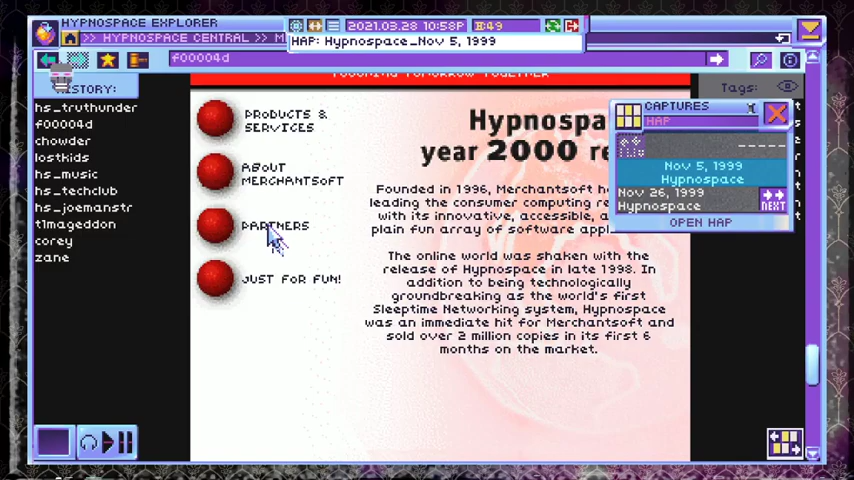 HYPNOSPACE EXPLORER
2021.03.28 10:58P
49
>> HYPNOSPACE CENTRAL >>
HAP: Hypnospace_Nov 5, 1999
f00004d
TOUCHING TOMORROW TOGETHER
HISTORY:
hs_truthunder
f00004d
chowder
lostkids
hs_music
hs_techclub
hs_joemanstr
t1mageddon
corey
zane
PRODUCTS &
SERVICES
ABOUT
MERCHANTSOFT
PARTNERS
JUST FOR FUN!
Hypnospa
year 2000 re
Founded in 1996, Merchantsoft h
leading the consumer computing re
with its innovative, accessible, a
plain fun array of software appl
The online world was shaken with the
release of Hypnospace in late 1998. In
addition to being technologically
groundbreaking as the world's first
Sleeptime Networking system, Hypnospace
was an immediate hit for Merchantsoft and
sold over 2 million copies in its first 6
months on the market.
Tags:
CAPTURES
HAP
-----
Nov 5, 1999
Hypnospace
Nov 26, 1999
Hypnospace
NEXT
OPEN HAP